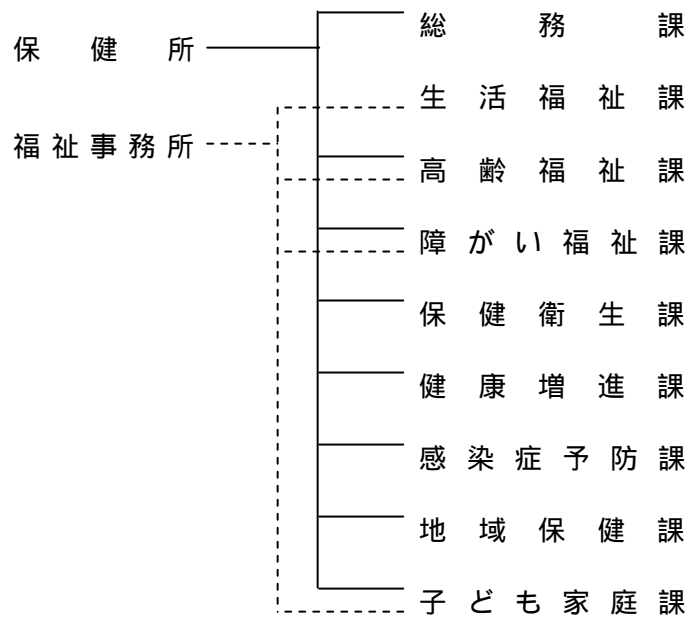 総務課
保健所
生活福祉課
福祉事務所
高齢福祉課
障がい福祉課
保健衛生課
健康増進課
感染症予防課
地域保健課
子ども家庭課